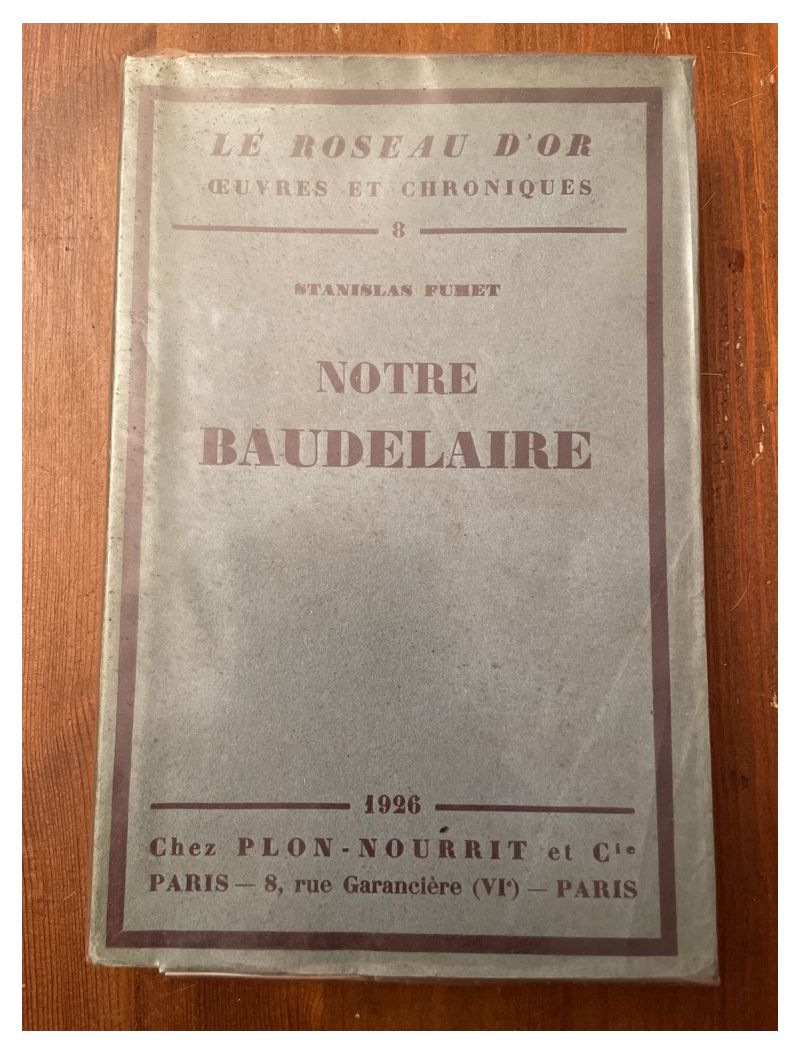 LE ROSEAU D'OR
ŒUVRES ET CHRONIQUES
8
STANISLAS FUMET
NOTRE
BAUDELAIRE
1926
Chez PLON-NOURRIT et Cⁱᵉ
PARIS — 8, rue Garancière (VIᵉ) — PARIS